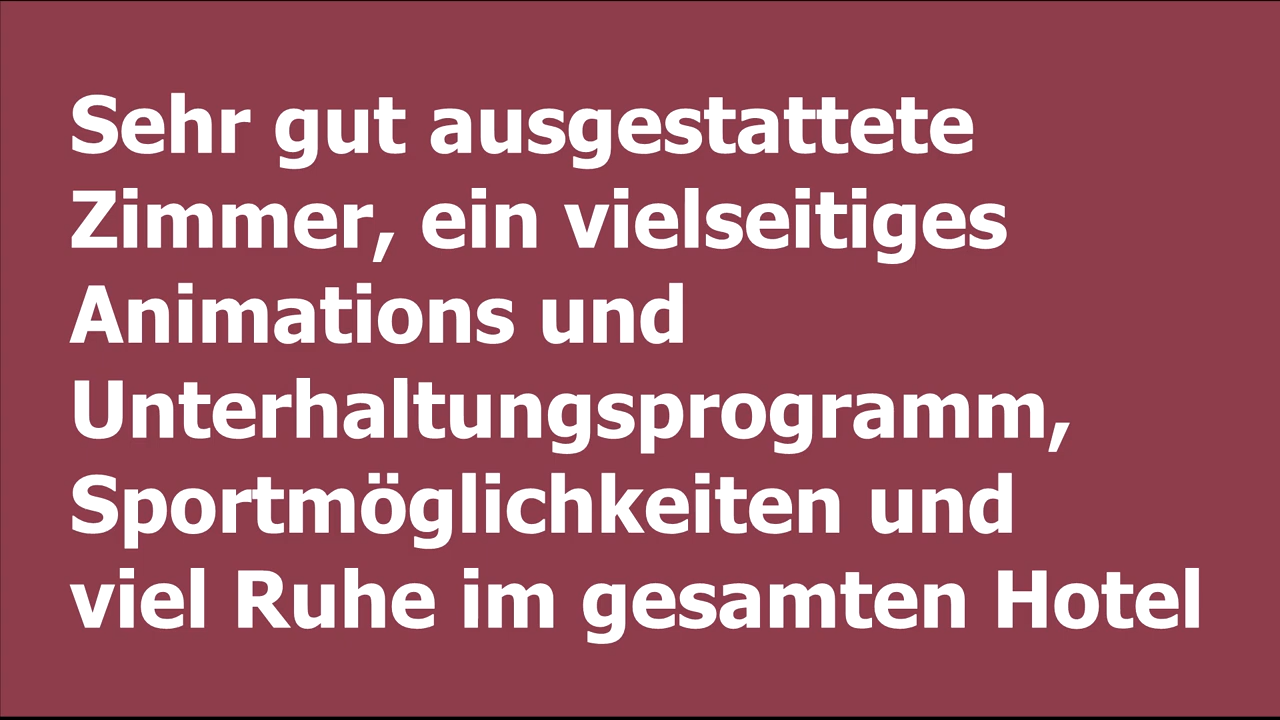 Sehr gut ausgestattete
Zimmer, ein vielseitiges
Animations und
Unterhaltungsprogramm,
Sportmöglichkeiten und
viel Ruhe im gesamten Hotel